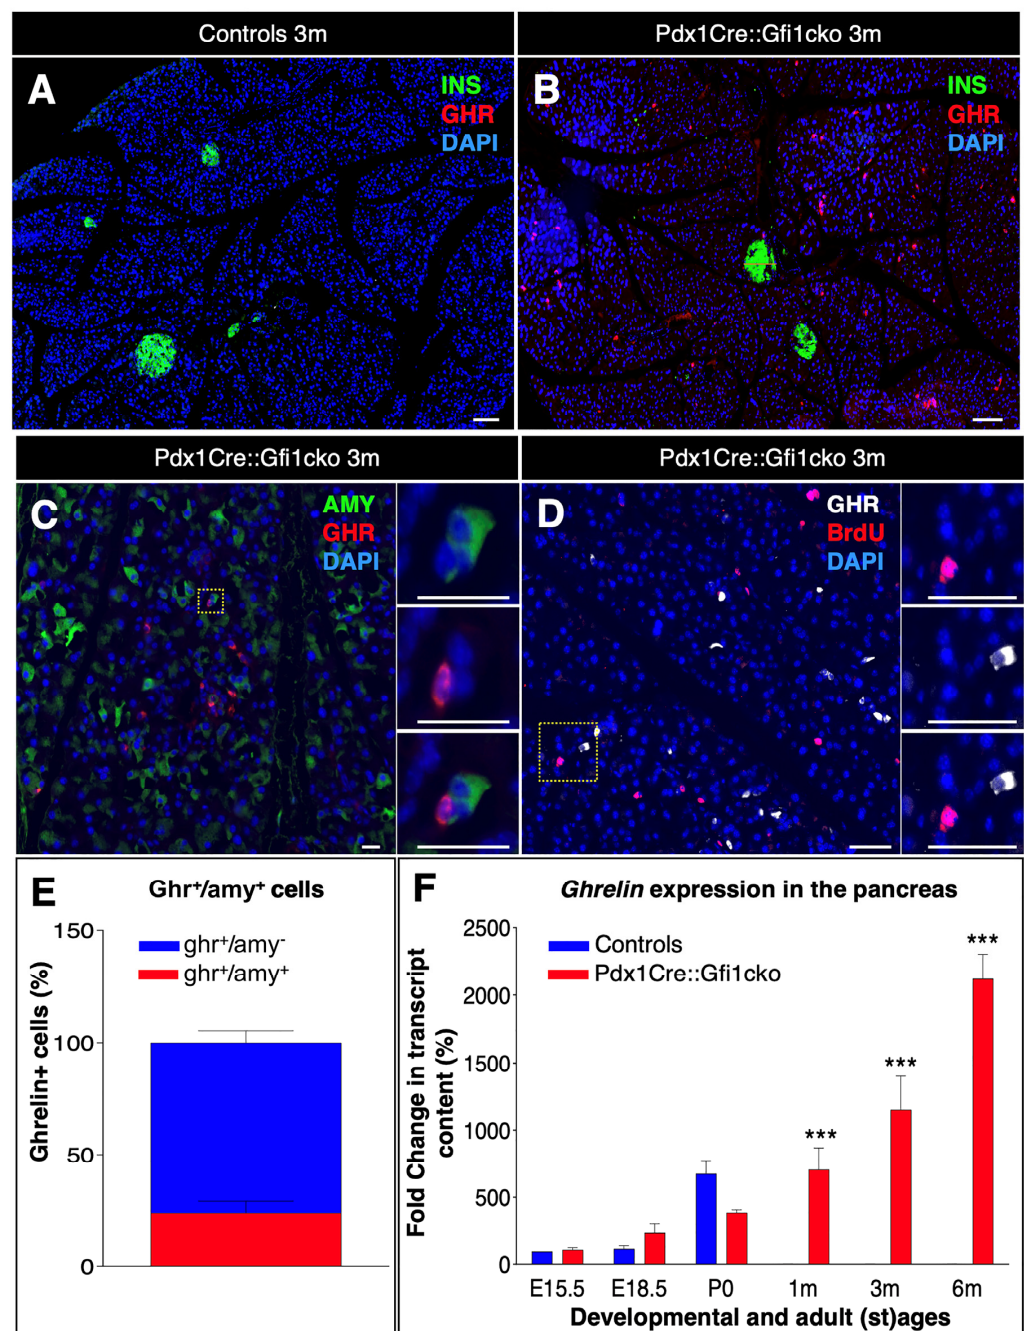 Controls 3m
Pdx1Cre::Gfi1cko 3m
A
INS
GHR
DAPI
B
INS
GHR
DAPI
Pdx1Cre::Gfi1cko 3m
Pdx1Cre::Gfi1cko 3m
C
AMY
GHR
DAPI
D
GHR
BrdU
DAPI
E
Ghr⁺/amy⁺ cells
150
100
50
0
Ghrelin+ cells (%)
ghr⁺/amy⁻
ghr⁺/amy⁺
F
Ghrelin expression in the pancreas
Fold Change in transcript
content (%)
2500
2000
1500
1000
500
0
Controls
Pdx1Cre::Gfi1cko
***
***
***
E15.5 E18.5 P0 1m 3m 6m
Developmental and adult (st)ages